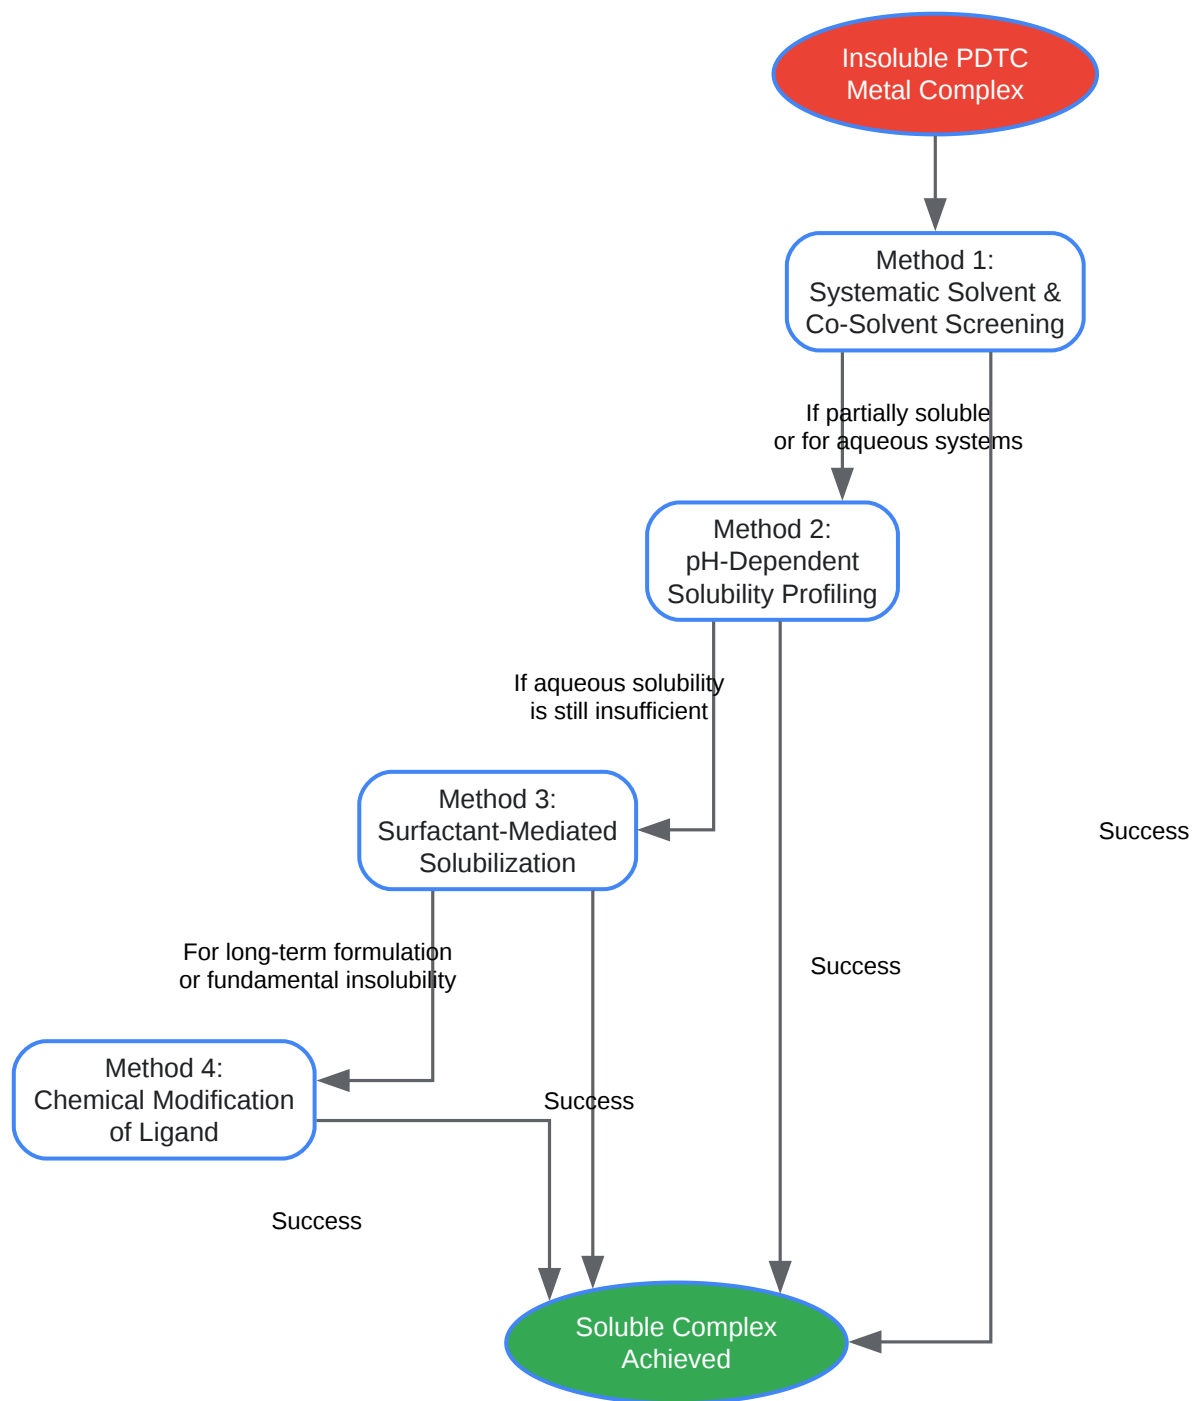 Insoluble PDTC
Metal Complex
Method 1:
Systematic Solvent &
Co-Solvent Screening
If partially soluble
or for aqueous systems
Method 2:
pH-Dependent
Solubility Profiling
If aqueous solubility
is still insufficient
Method 3:
Surfactant-Mediated
Solubilization
Success
For long-term formulation
or fundamental insolubility
Success
Method 4:
Chemical Modification
of Ligand
Success
Success
Soluble Complex
Achieved